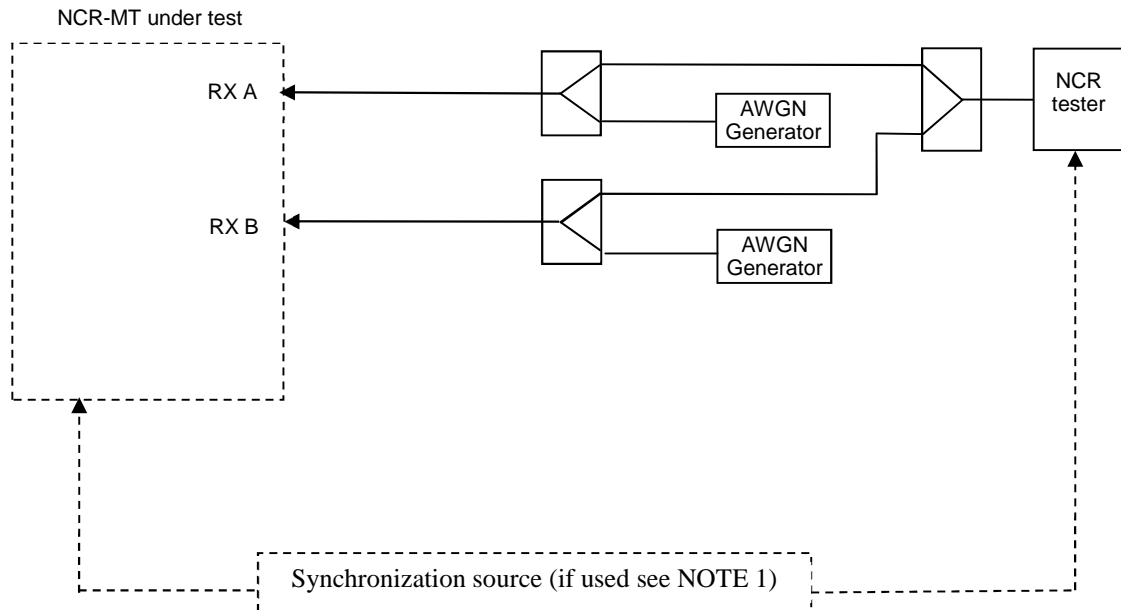 NCR-MT under test
RX A
AWGN
Generator
NCR
tester
RX B
AWGN
Generator
Synchronization source (if used see NOTE 1)